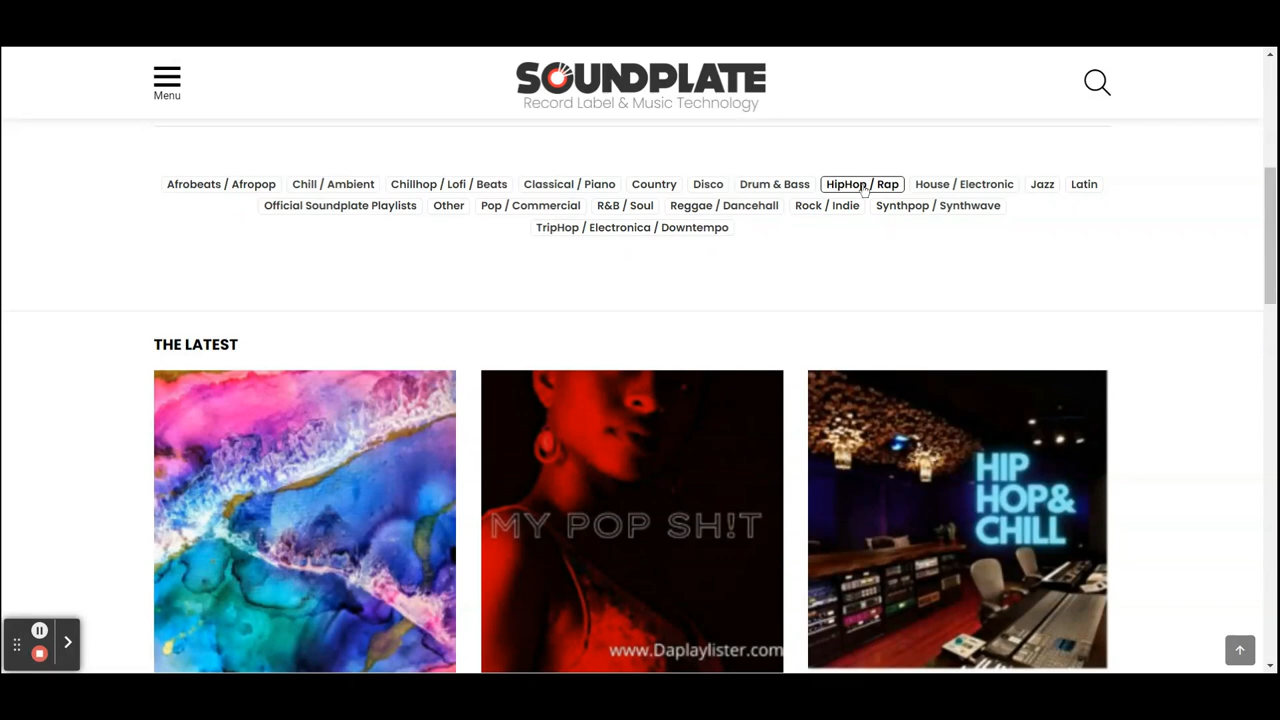 Menu
SOUNDPLATE
Record Label & Music Technology
Afrobeats / Afropop Chill / Ambient Chillhop / Lofi / Beats Classical / Piano Country Disco Drum & Bass HipHop / Rap House / Electronic Jazz Latin
Official Soundplate Playlists Other Pop / Commercial R&B / Soul Reggae / Dancehall Rock / Indie Synthpop / Synthwave
TripHop / Electronica / Downtempo
THE LATEST
MY POP SH!T
www.Daplaylister.com
HIP
HOP&
CHILL